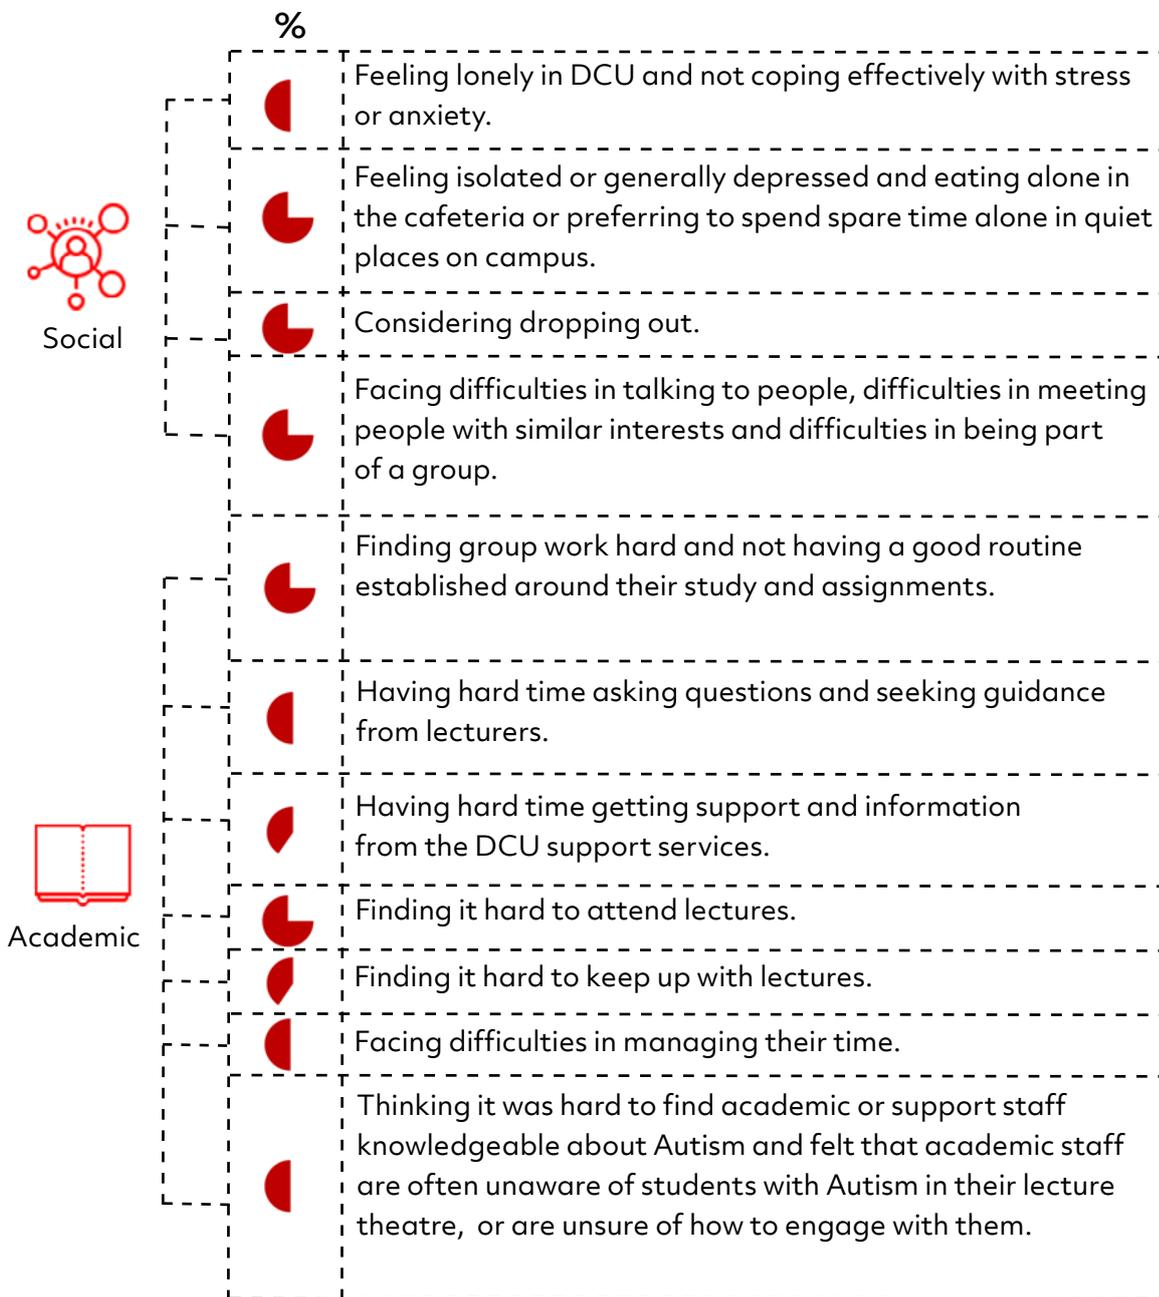 %
Feeling lonely in DCU and not coping effectively with stress
or anxiety.
Feeling isolated or generally depressed and eating alone in
the cafeteria or preferring to spend spare time alone in quiet
places on campus.
Social
Considering dropping out.
Facing difficulties in talking to people, difficulties in meeting
people with similar interests and difficulties in being part
of a group.
Finding group work hard and not having a good routine
established around their study and assignments.
Having hard time asking questions and seeking guidance
from lecturers.
Having hard time getting support and information
from the DCU support services.
Academic
Finding it hard to attend lectures.
Finding it hard to keep up with lectures.
Facing difficulties in managing their time.
Thinking it was hard to find academic or support staff
knowledgeable about Autism and felt that academic staff
are often unaware of students with Autism in their lecture
theatre,  or are unsure of how to engage with them.